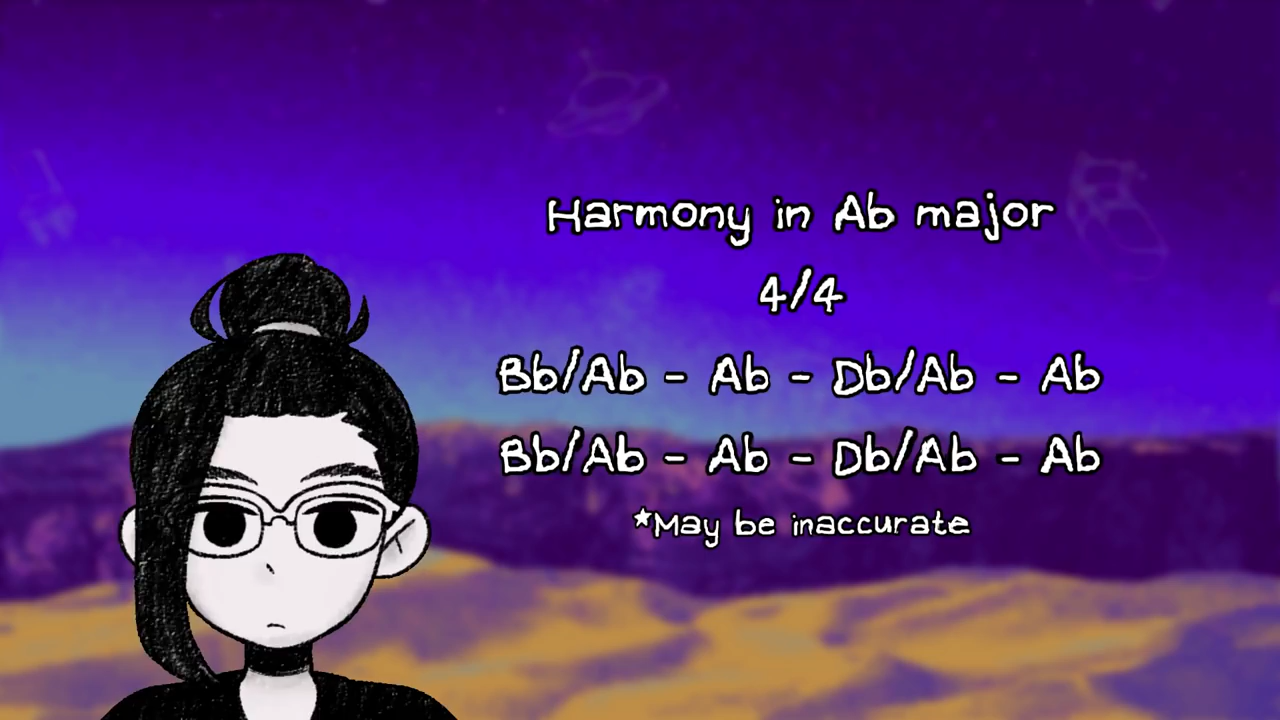 Harmony in Ab major
4/4
Bb/Ab - Ab - Db/Ab - Ab
Bb/Ab - Ab - Db/Ab - Ab
*May be inaccurate